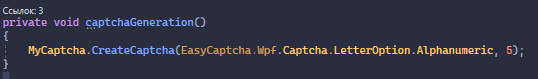 Ссылок: 3
private void captchaGeneration()
{
MyCaptcha.CreateCaptcha(EasyCaptcha.Wpf.Captcha.LetterOption.Alphanumeric, 5);
}